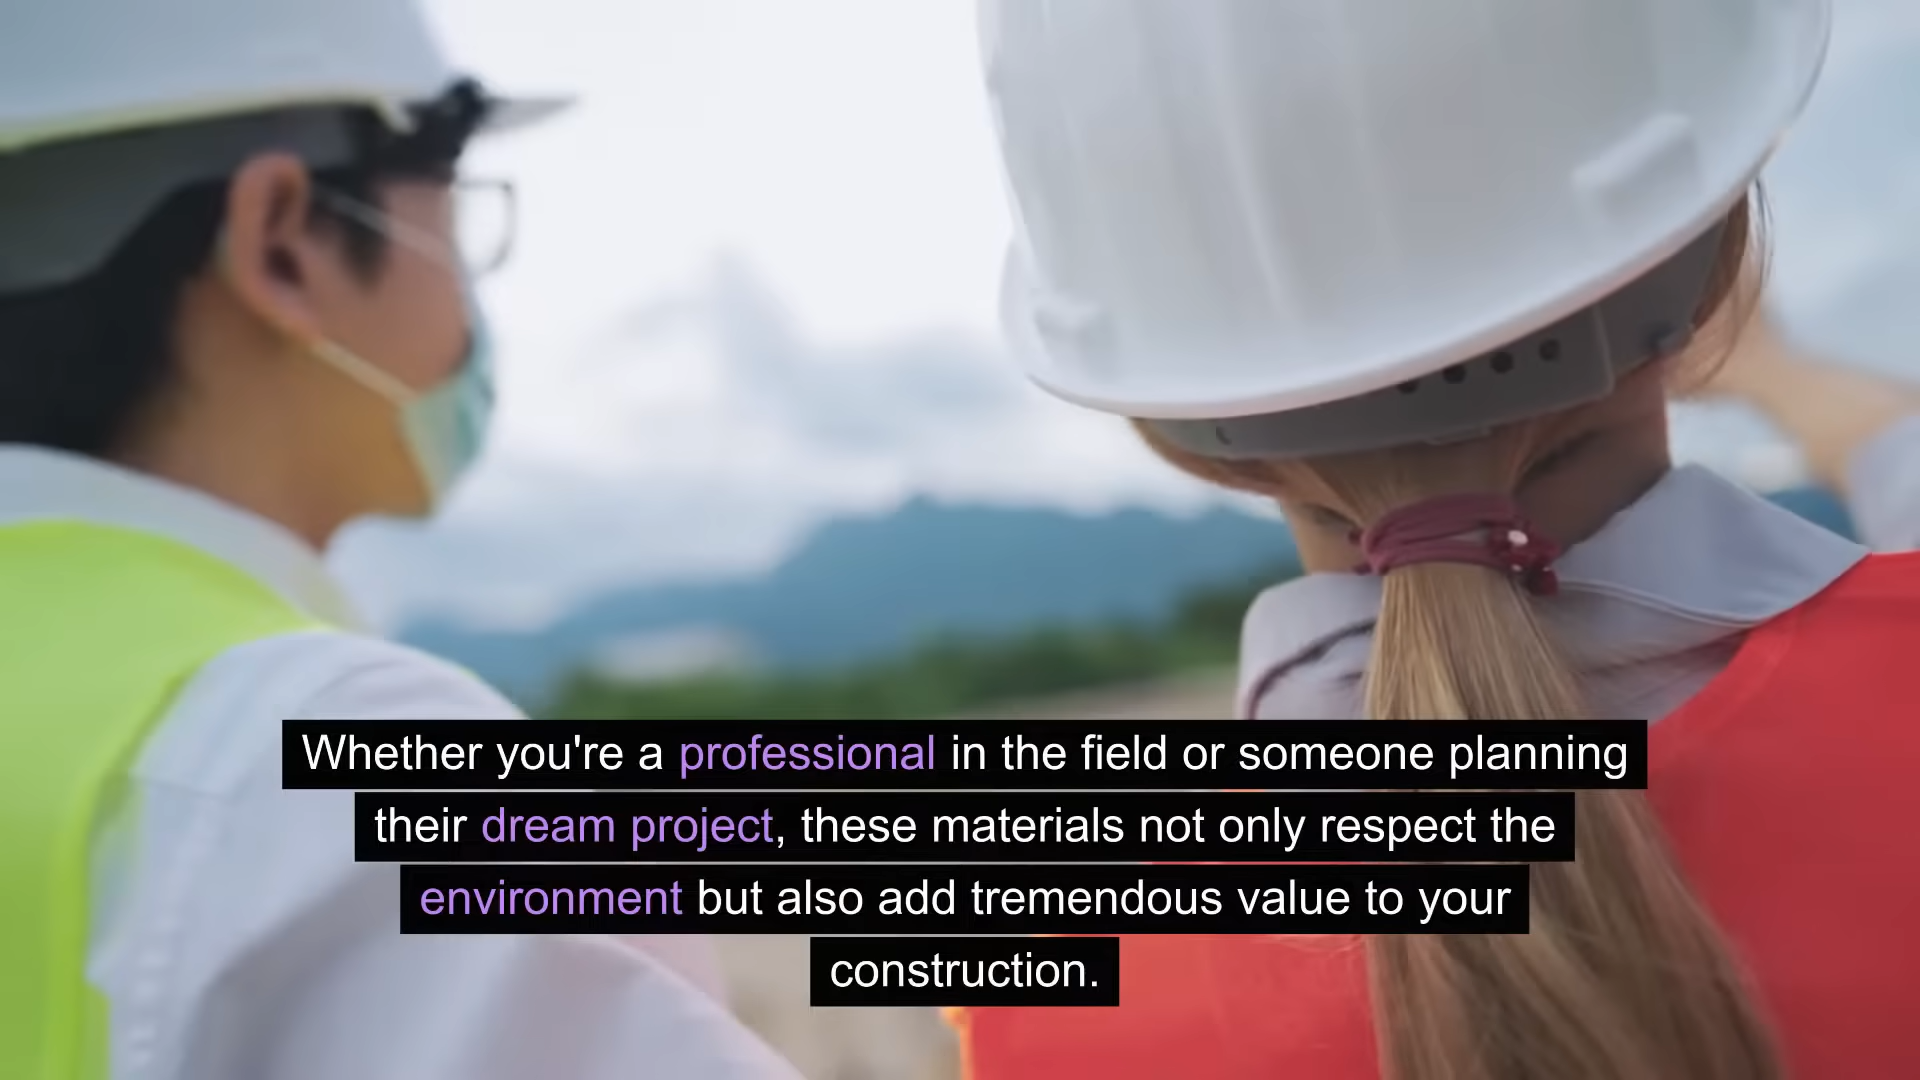 Whether you're a professional in the field or someone planning
their dream project, these materials not only respect the
environment but also add tremendous value to your
construction.